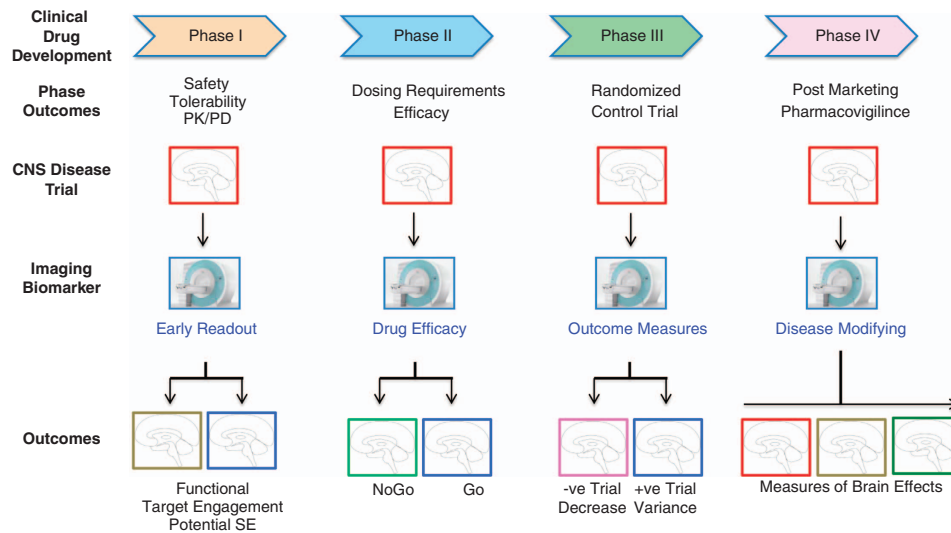 Clinical
Drug
Development
Phase I
Phase II
Phase III
Phase IV
Phase
Outcomes
Safety
Tolerability
PK/PD
Dosing Requirements
Efficacy
Randomized
Control Trial
Post Marketing
Pharmacovigilince
CNS Disease
Trial
Imaging
Biomarker
Early Readout
Drug Efficacy
Outcome Measures
Disease Modifying
Outcomes
Functional
Target Engagement
Potential SE
NoGo
Go
-ve Trial
Decrease
+ve Trial
Variance
Measures of Brain Effects